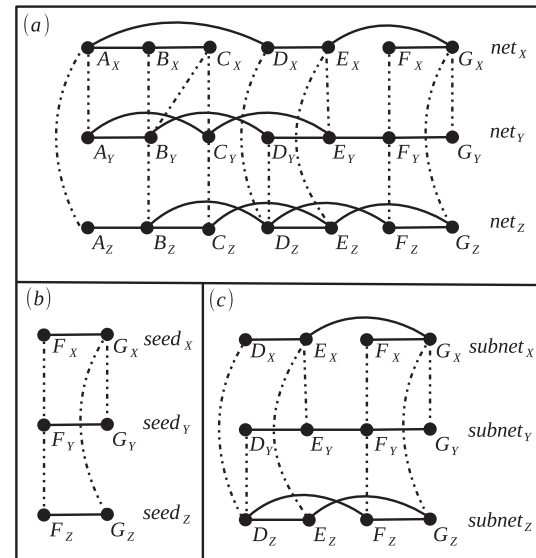 (a)
A_X B_X C_X D_X E_X F_X G_X net_X
A_Y B_Y C_Y D_Y E_Y F_Y G_Y net_Y
A_Z B_Z C_Z D_Z E_Z F_Z G_Z net_Z
(b)
F_X G_X seed_X
F_Y G_Y seed_Y
F_Z G_Z seed_Z
(c)
D_X E_X F_X G_X subnet_X
D_Y E_Y F_Y G_Y subnet_Y
D_Z E_Z F_Z G_Z subnet_Z